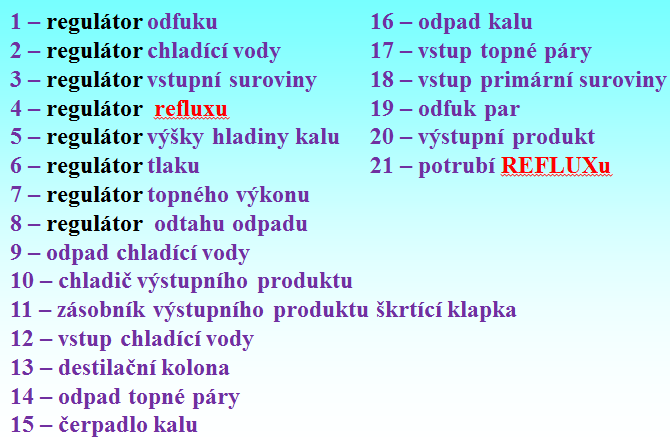 1 – regulátor odfuku
2 – regulátor chladící vody
3 – regulátor vstupní suroviny
4 – regulátor refluxu
5 – regulátor výšky hladiny kalu
6 – regulátor tlaku
7 – regulátor topného výkonu
8 – regulátor odtahu odpadu
9 – odpad chladící vody
10 – chladič výstupního produktu
11 – zásobník výstupního produktu škrtící klapka
12 – vstup chladící vody
13 – destilační kolona
14 – odpad topné páry
15 – čerpadlo kalu
16 – odpad kalu
17 – vstup topné páry
18 – vstup primární suroviny
19 – odfuk par
20 – výstupní produkt
21 – potrubí REFLUXu